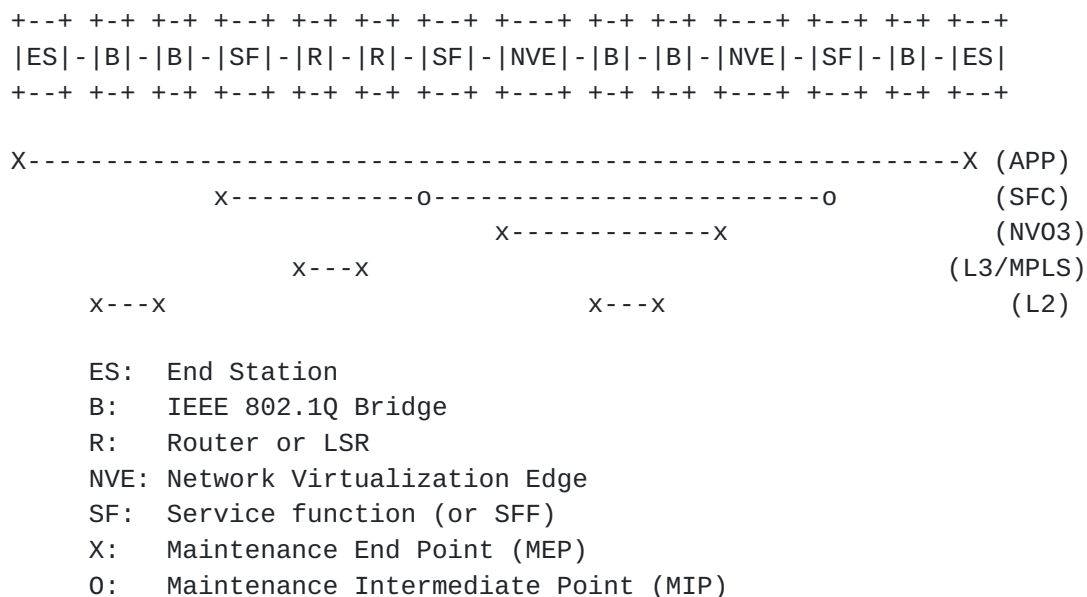 +--+ +-+ +-+ +--+ +-+ +-+ +--+ +---+ +-+ +-+ +---+ +--+ +-+ +--+
|ES|-|B|-|B|-|SF|-|R|-|R|-|SF|-|NVE|-|B|-|B|-|NVE|-|SF|-|B|-|ES|
+--+ +-+ +-+ +--+ +-+ +-+ +--+ +---+ +-+ +-+ +---+ +--+ +-+ +--+
X------------------------------------------------------------X (APP)
x------------o-------------------------o (SFC)
x-------------x (NVO3)
x---x (L3/MPLS)
x---x x---x (L2)
ES: End Station
B: IEEE 802.1Q Bridge
R: Router or LSR
NVE: Network Virtualization Edge
SF: Service function (or SFF)
X: Maintenance End Point (MEP)
O: Maintenance Intermediate Point (MIP)